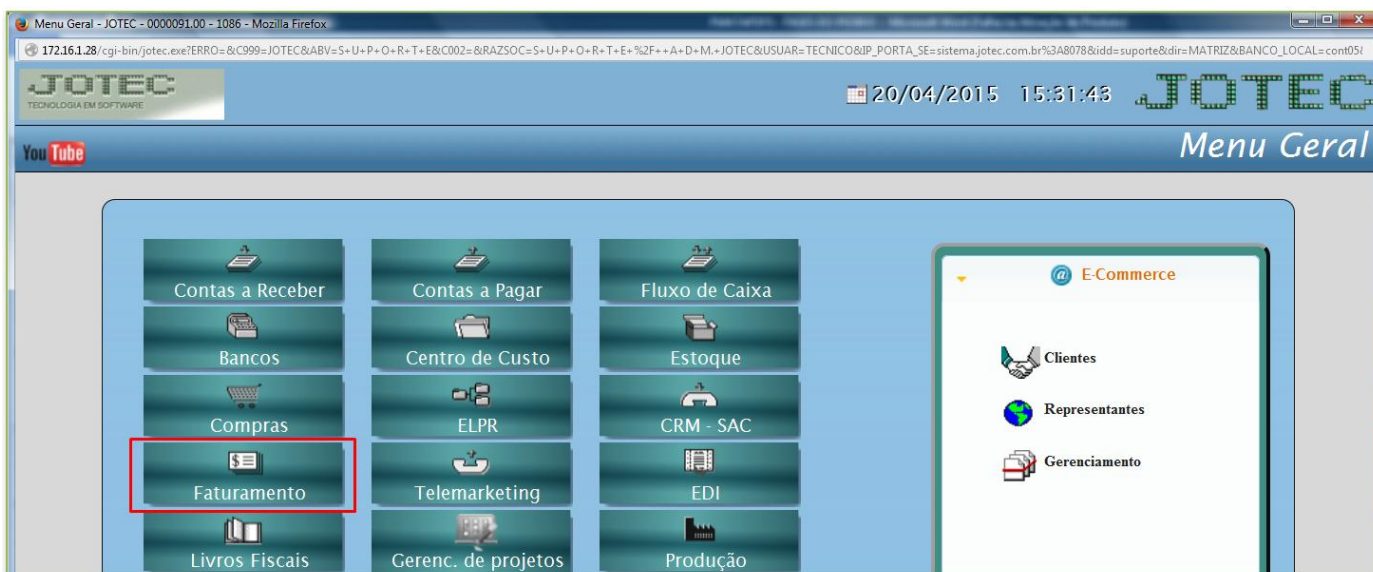 Menu Geral - JOTEC - 0000091.00 - 1086 - Mozilla Firefox
172.16.1.28/cgi-bin/jotec.exe?ERRO=&C999=JOTEC&ABV=S+U+P+O+R+T+E&C002=&RAZSOC=S+U+P+O+R+T+E+%2F++A+D+M.+JOTEC&USUAR=TECNICO&IP_PORTA_SE=sistema.jotec.com.br%3A8078&idd=suporte&dir=MATRIZ&BANCO_LOCAL=cont05
JOTEC
TECNOLOGIA EM SOFTWARE
20/04/2015 15:31:43 JOTEC
You Tube Menu Geral
Contas a Receber Contas a Pagar Fluxo de Caixa
@ E-Commerce
Bancos Centro de Custo Estoque
Clientes
Compras ELPR CRM - SAC
Representantes
Faturamento Telemarketing EDI
Gerenciamento
Livros Fiscais Gerenc. de projetos Produção